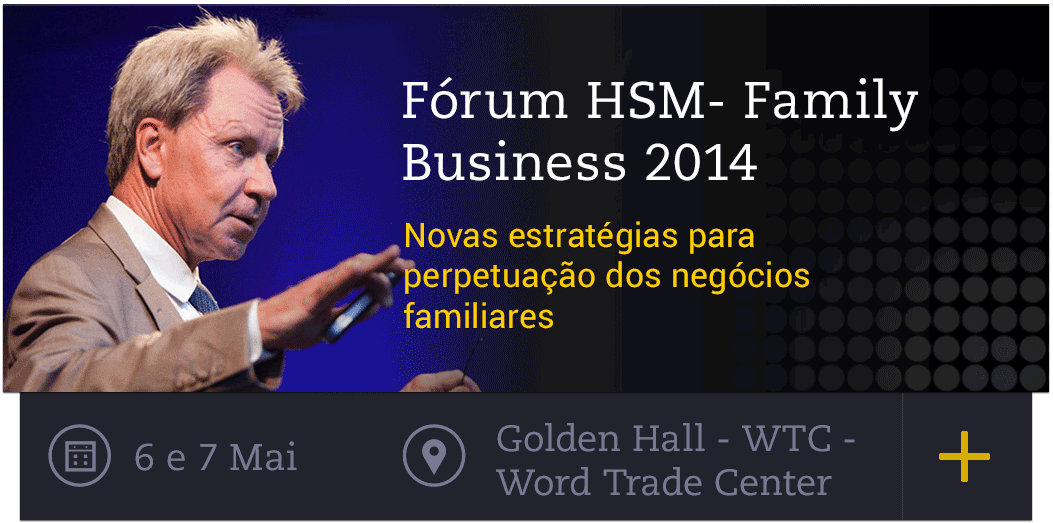 Fórum HSM- Family
Business 2014
Novas estratégias para
perpetuação dos negócios
familiares
6 e 7 Mai
Golden Hall - WTC -
Word Trade Center